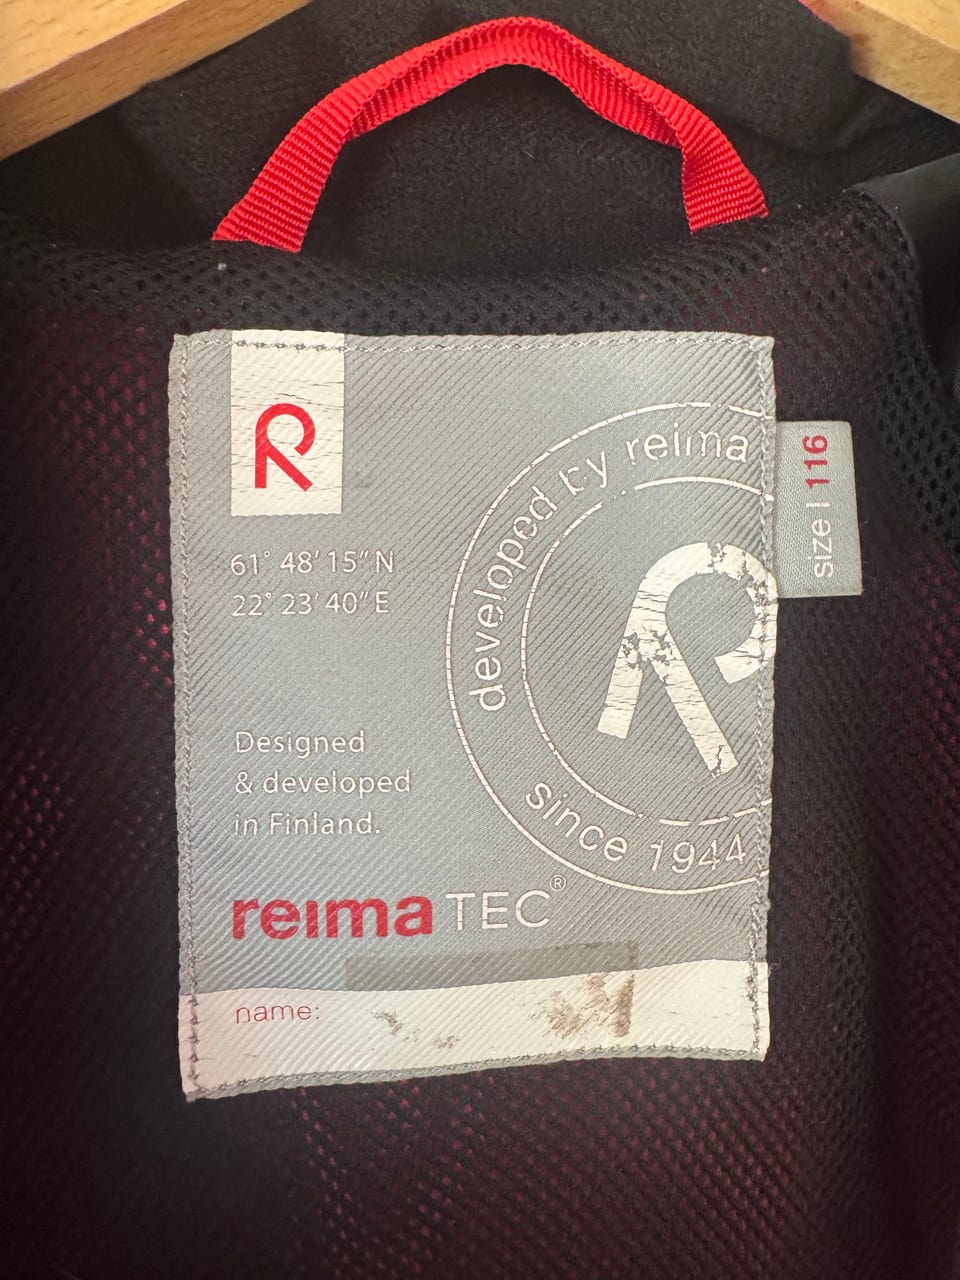 R
61° 48′ 15″ N
22° 23′ 40″ E
Designed
& developed
in Finland.
developed by reima
R
since 1944
reima TEC®
name:
size | 116